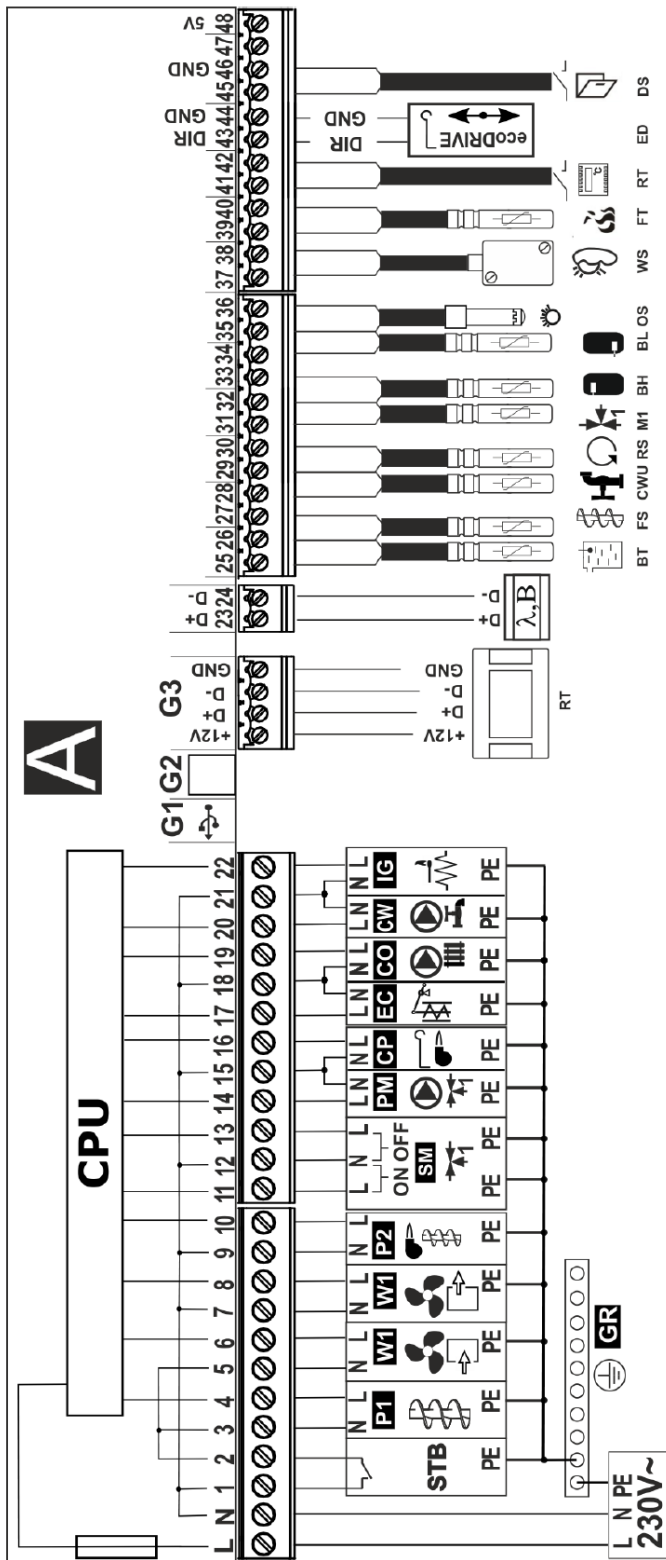 A
CPU
G1 G2 G3
+12V D+ D- GND
D+ D-
DIR GND GND 5V
L N 1 2 3 4 5 6 7 8 9 10 11 12 13 14 15 16 17 18 19 20 21 22
23 24
25 26 27 28 29 30 31 32 33 34 35 36 37 38 39 40 41 42 43 44 45 46 47 48
N L N L N L N L L N L L N N L L N N L L N N L
ON OFF
STB P1 W1 W1 P2 SM PM CP EC CO CW IG
1 1
PE PE PE PE PE PE PE PE PE PE PE PE PE
+12V D+ D- GND
D+ D-
DIR GND
λ,B
ecoDRIVE
RT
°C
1
GR
BT FS CWU RS M1 BH BL OS WS FT RT ED DS
L N PE
230V~